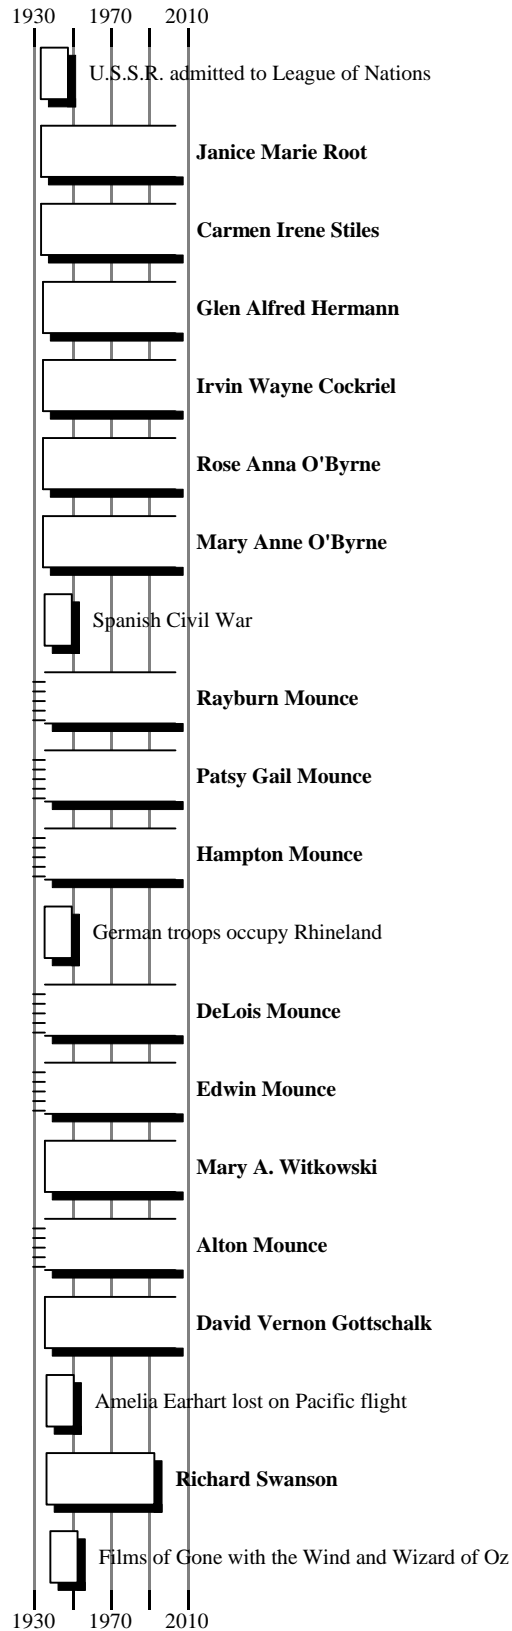 1930 1970 2010
U.S.S.R. admitted to League of Nations
Janice Marie Root
Carmen Irene Stiles
Glen Alfred Hermann
Irvin Wayne Cockriel
Rose Anna O'Byrne
Mary Anne O'Byrne
Spanish Civil War
Rayburn Mounce
Patsy Gail Mounce
Hampton Mounce
German troops occupy Rhineland
DeLois Mounce
Edwin Mounce
Mary A. Witkowski
Alton Mounce
David Vernon Gottschalk
Amelia Earhart lost on Pacific flight
Richard Swanson
Films of Gone with the Wind and Wizard of Oz
1930 1970 2010